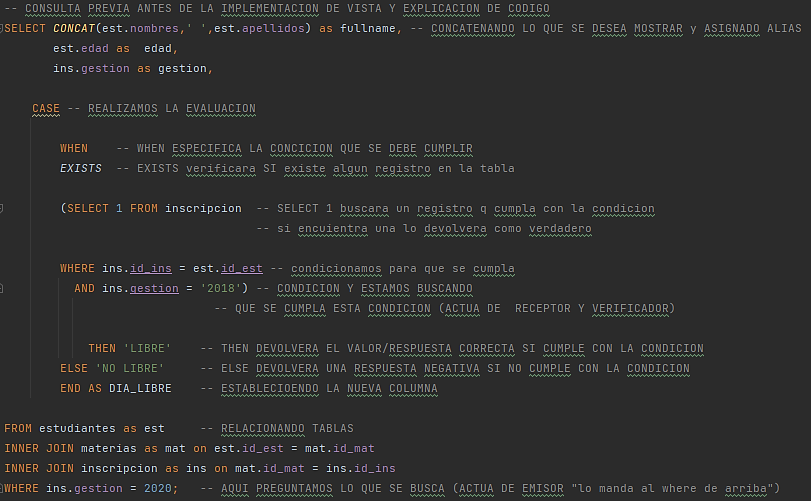 -- CONSULTA PREVIA ANTES DE LA IMPLEMENTACION DE VISTA Y EXPLICACION DE CODIGO
SELECT CONCAT(est.nombres,' ',est.apellidos) as fullname, -- CONCATENANDO LO QUE SE DESEA MOSTRAR y ASIGNADO ALIAS
est.edad as  edad,
ins.gestion as gestion,
CASE -- REALIZAMOS LA EVALUACION
WHEN    -- WHEN ESPECIFICA LA CONCICION QUE SE DEBE CUMPLIR
EXISTS  -- EXISTS verificara SI existe algun registro en la tabla
(SELECT 1 FROM inscripcion  -- SELECT 1 buscara un registro q cumpla con la condicion
-- si encuientra una lo devolvera como verdadero
WHERE ins.id_ins = est.id_est -- condicionamos para que se cumpla
AND ins.gestion = '2018') -- CONDICION Y ESTAMOS BUSCANDO
-- QUE SE CUMPLA ESTA CONDICION (ACTUA DE  RECEPTOR Y VERIFICADOR)
THEN 'LIBRE'    -- THEN DEVOLVERA EL VALOR/RESPUESTA CORRECTA SI CUMPLE CON LA CONDICION
ELSE 'NO LIBRE'     -- ELSE DEVOLVERA UNA RESPUESTA NEGATIVA SI NO CUMPLE CON LA CONDICION
END AS DIA_LIBRE    -- ESTABLECIOENDO LA NUEVA COLUMNA
FROM estudiantes as est     -- RELACIONANDO TABLAS
INNER JOIN materias as mat on est.id_est = mat.id_mat
INNER JOIN inscripcion as ins on mat.id_mat = ins.id_ins
WHERE ins.gestion = 2020;   -- AQUI PREGUNTAMOS LO QUE SE BUSCA (ACTUA DE EMISOR "lo manda al where de arriba")